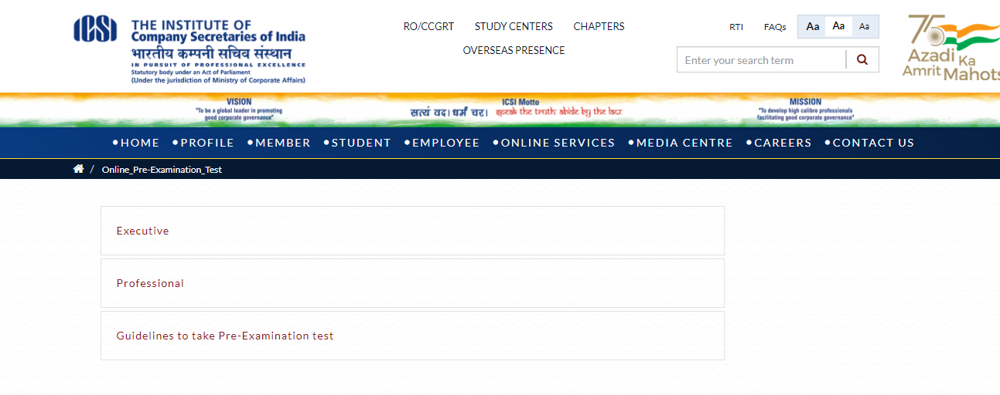 ICSI
THE INSTITUTE OF
Company Secretaries of India
भारतीय कम्पनी सचिव संस्थान
IN PURSUIT OF PROFESSIONAL EXCELLENCE
Statutory body under an Act of Parliament
(Under the jurisdiction of Ministry of Corporate Affairs)
RO/CCGRT STUDY CENTERS CHAPTERS
OVERSEAS PRESENCE
RTI FAQs Aa Aa Aa
Enter your search term
75
Azadi Ka
Amrit Mahots
VISION
"To be a global leader in promoting
good corporate governance"
ICSI Motto
सत्यं वद। धर्मं चर। speak the truth. abide by the law.
MISSION
"To develop high calibre professionals
facilitating good corporate governance"
•HOME •PROFILE •MEMBER •STUDENT •EMPLOYEE •ONLINE SERVICES •MEDIA CENTRE •CAREERS •CONTACT US
/ Online_Pre-Examination_Test
Executive
Professional
Guidelines to take Pre-Examination test